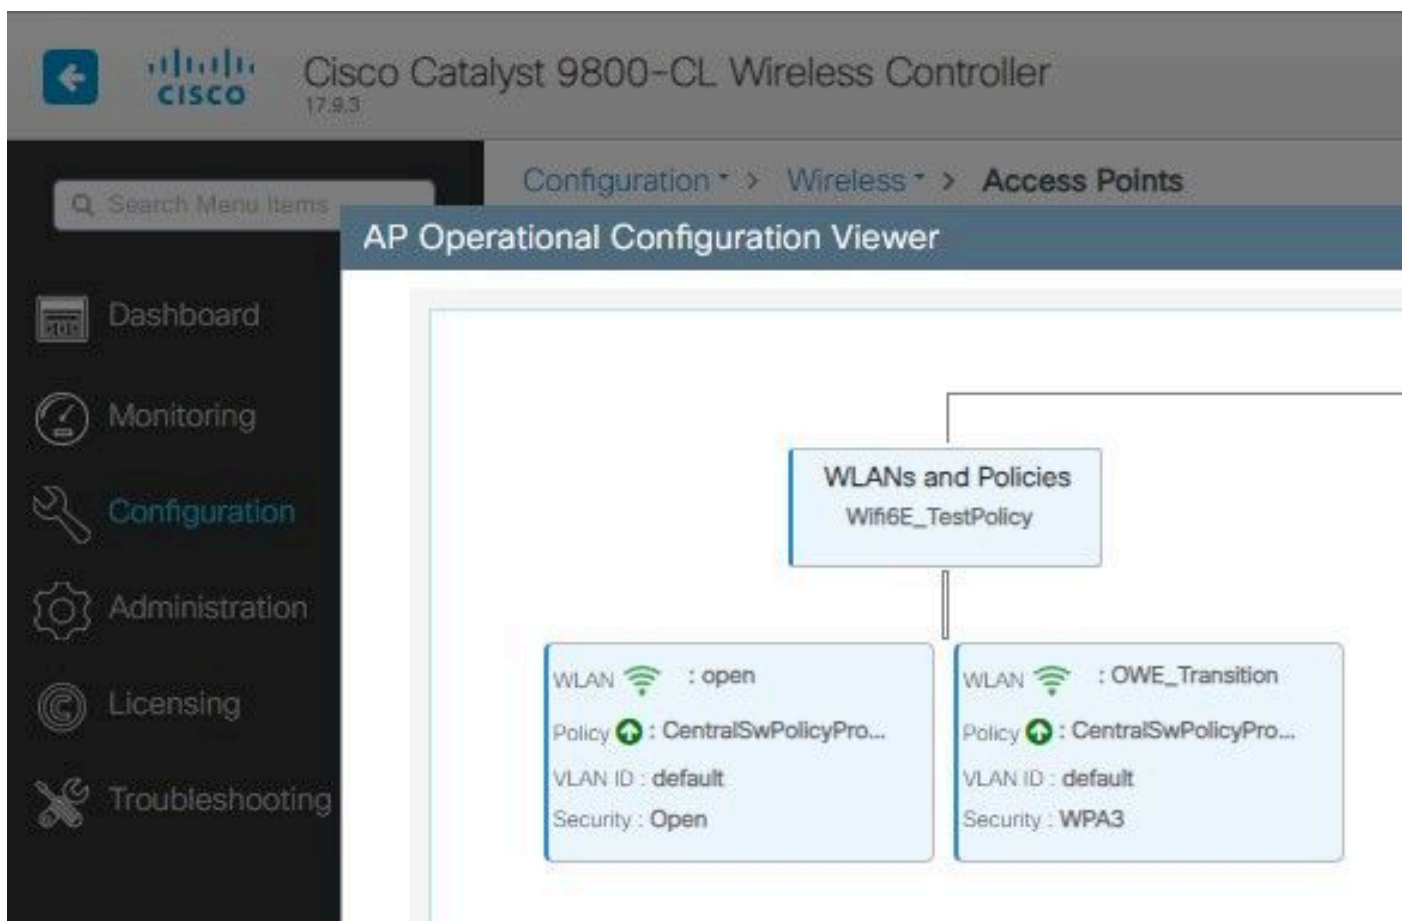 CISCO
Cisco Catalyst 9800-CL Wireless Controller
17.9.3
Search Menu Items
Configuration > Wireless > Access Points
AP Operational Configuration Viewer
Dashboard
Monitoring
Configuration
Administration
Licensing
Troubleshooting
WLANs and Policies
Wifi6E_TestPolicy
WLAN : open
Policy : CentralSwPolicyPro...
VLAN ID : default
Security : Open
WLAN : OWE_Transition
Policy : CentralSwPolicyPro...
VLAN ID : default
Security : WPA3